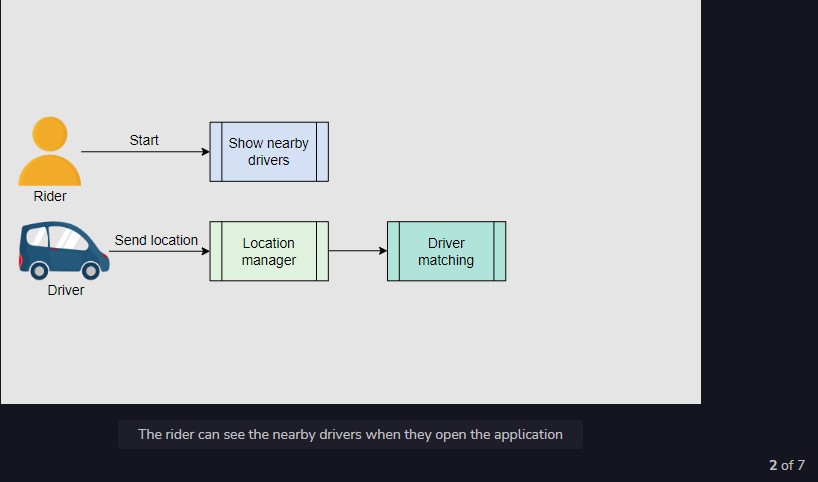 Start
Show nearby
drivers
Rider
Send location
Location
manager
Driver
matching
Driver
The rider can see the nearby drivers when they open the application
2 of 7